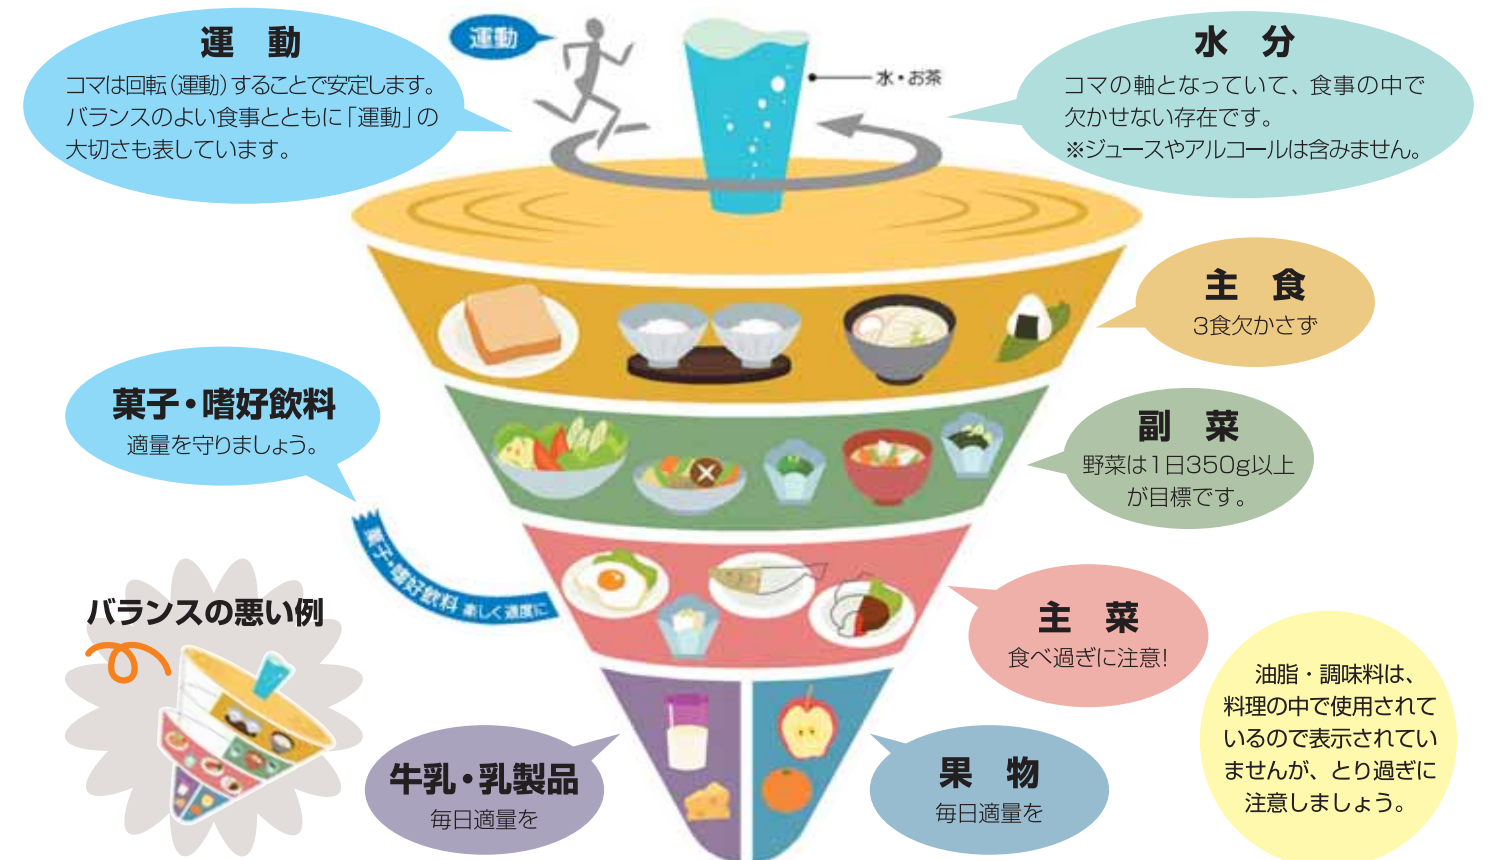 運 動
コマは回転(運動)することで安定します。
バランスのよい食事とともに「運動」の
大切さも表しています。
運動
水・お茶
水 分
コマの軸となっていて、食事の中で
欠かせない存在です。
※ジュースやアルコールは含みません。
主 食
3食欠かさず
菓子・嗜好飲料
適量を守りましょう。
副 菜
野菜は1日350g以上
が目標です。
菓子・嗜好飲料 楽しく適度に
主 菜
食べ過ぎに注意!
バランスの悪い例
牛乳・乳製品
毎日適量を
果 物
毎日適量を
油脂・調味料は、
料理の中で使用されて
いるので表示されてい
ませんが、とり過ぎに
注意しましょう。